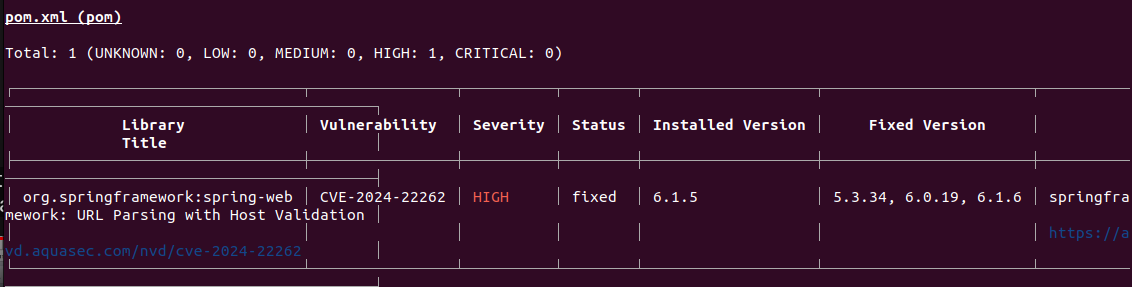 pom.xml (pom)
Total: 1 (UNKNOWN: 0, LOW: 0, MEDIUM: 0, HIGH: 1, CRITICAL: 0)
Library Vulnerability Severity Status Installed Version Fixed Version
Title
org.springframework:spring-web CVE-2024-22262 HIGH fixed 6.1.5 5.3.34, 6.0.19, 6.1.6 springfra
mework: URL Parsing with Host Validation
https://a
vd.aquasec.com/nvd/cve-2024-22262